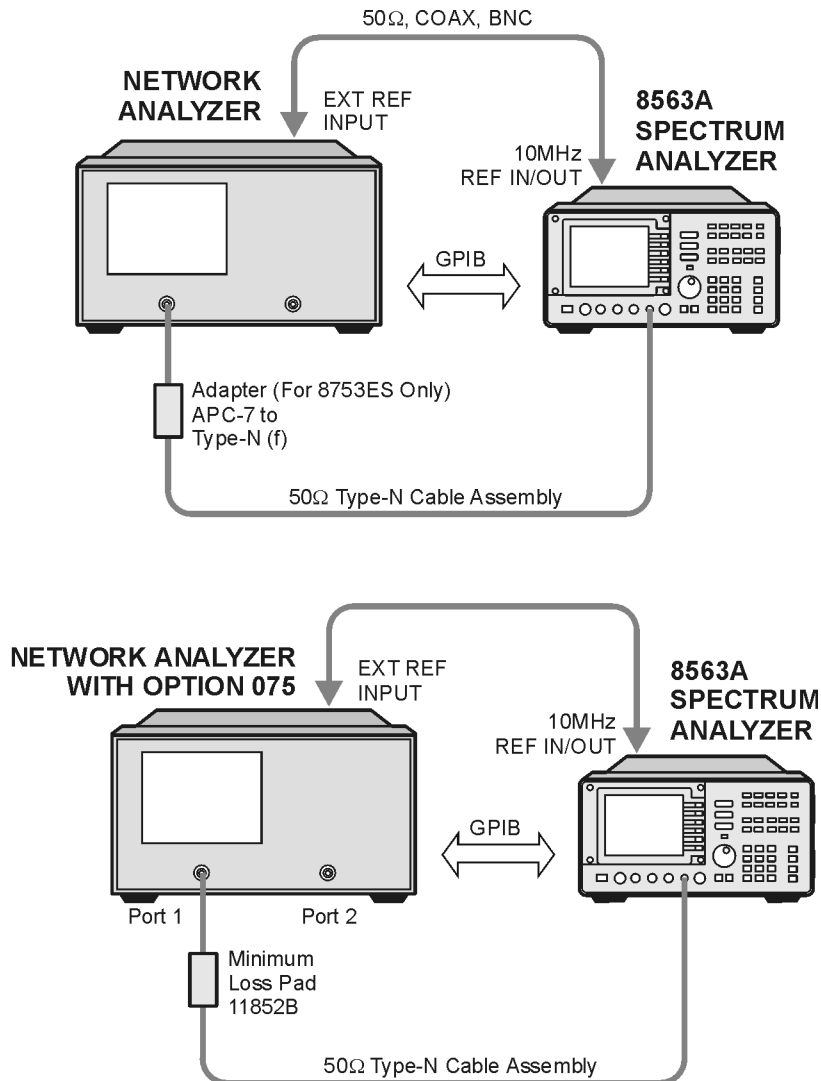 50Ω, COAX, BNC
NETWORK
ANALYZER
EXT REF
INPUT
8563A
SPECTRUM
ANALYZER
10MHz
REF IN/OUT
GPIB
Adapter (For 8753ES Only)
APC-7 to
Type-N (f)
50Ω Type-N Cable Assembly
NETWORK ANALYZER
WITH OPTION 075
EXT REF
INPUT
8563A
SPECTRUM
ANALYZER
10MHz
REF IN/OUT
GPIB
Port 1
Port 2
Minimum
Loss Pad
11852B
50Ω Type-N Cable Assembly